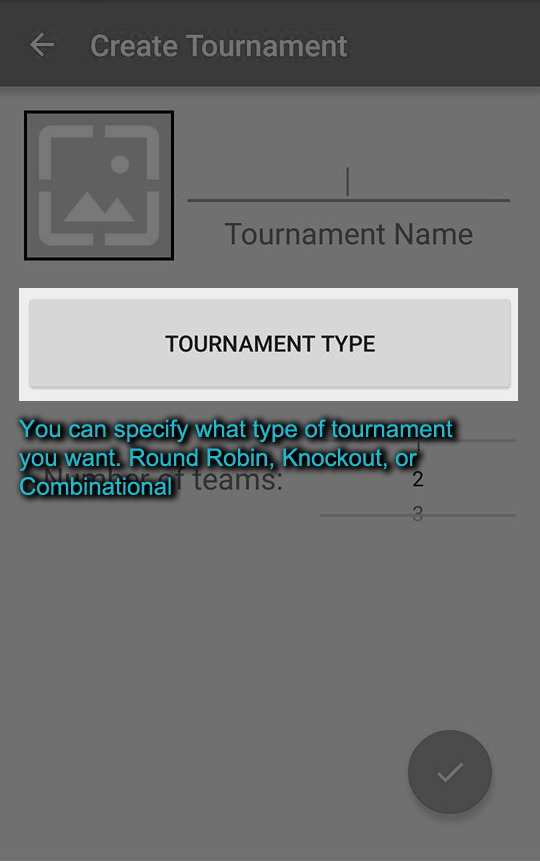 Create Tournament
Tournament Name
TOURNAMENT TYPE
You can specify what type of tournament
you want. Round Robin, Knockout, or
Combinational
Number of teams:
2
3